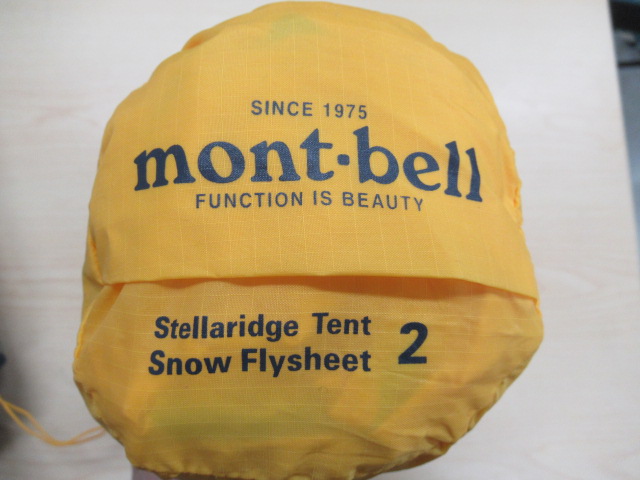 SINCE 1975
mont·bell
FUNCTION IS BEAUTY
Stellaridge Tent
Snow Flysheet 2